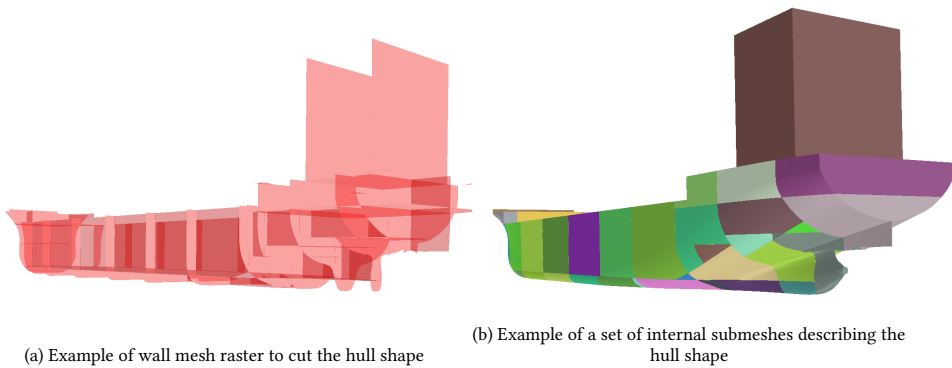 (a) Example of wall mesh raster to cut the hull shape
(b) Example of a set of internal submeshes describing the
hull shape